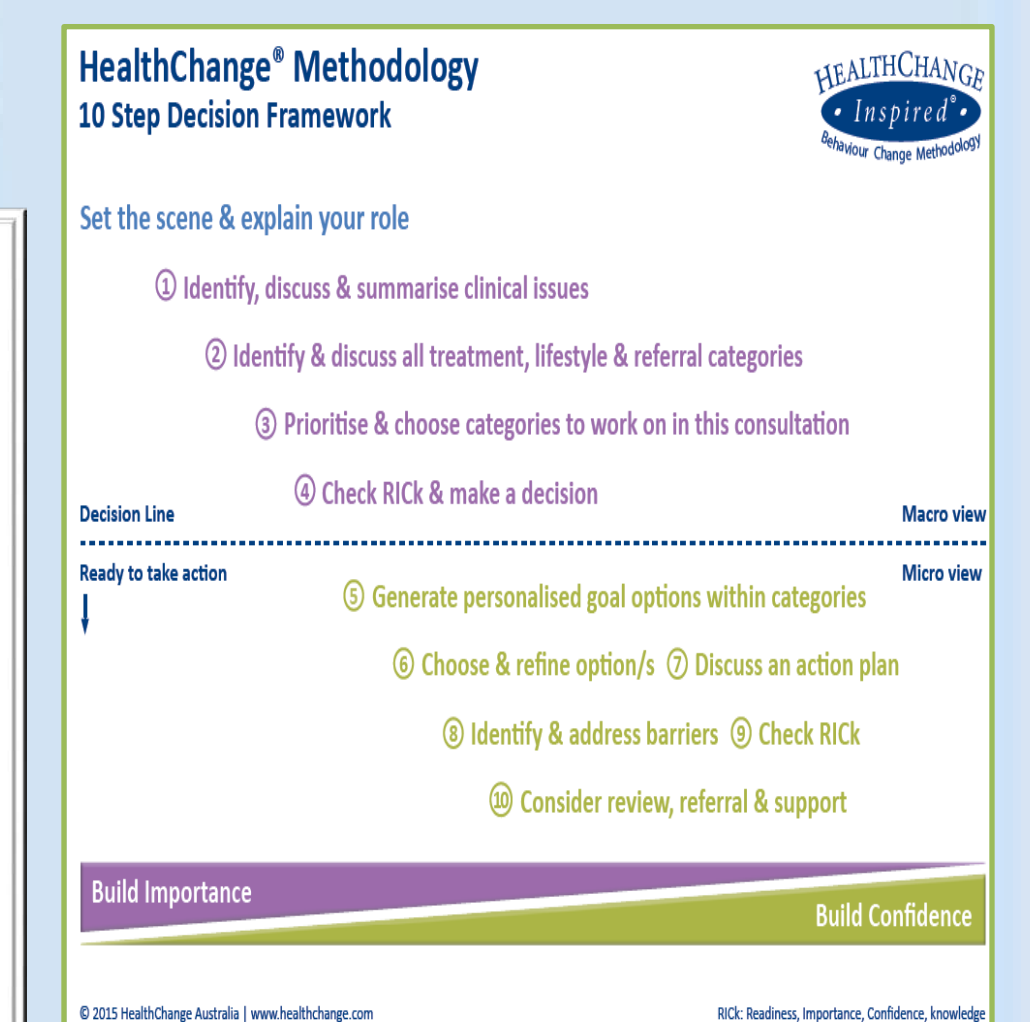 HealthChange® Methodology
10 Step Decision Framework
HEALTHCHANGE
• Inspired® •
Behaviour Change Methodology
Set the scene & explain your role
① Identify, discuss & summarise clinical issues
② Identify & discuss all treatment, lifestyle & referral categories
③ Prioritise & choose categories to work on in this consultation
④ Check RICk & make a decision
Decision Line
Macro view
Ready to take action
Micro view
⑤ Generate personalised goal options within categories
⑥ Choose & refine option/s ⑦ Discuss an action plan
⑧ Identify & address barriers ⑨ Check RICk
⑩ Consider review, referral & support
Build Importance
Build Confidence
© 2015 HealthChange Australia | www.healthchange.com
RICk: Readiness, Importance, Confidence, knowledge